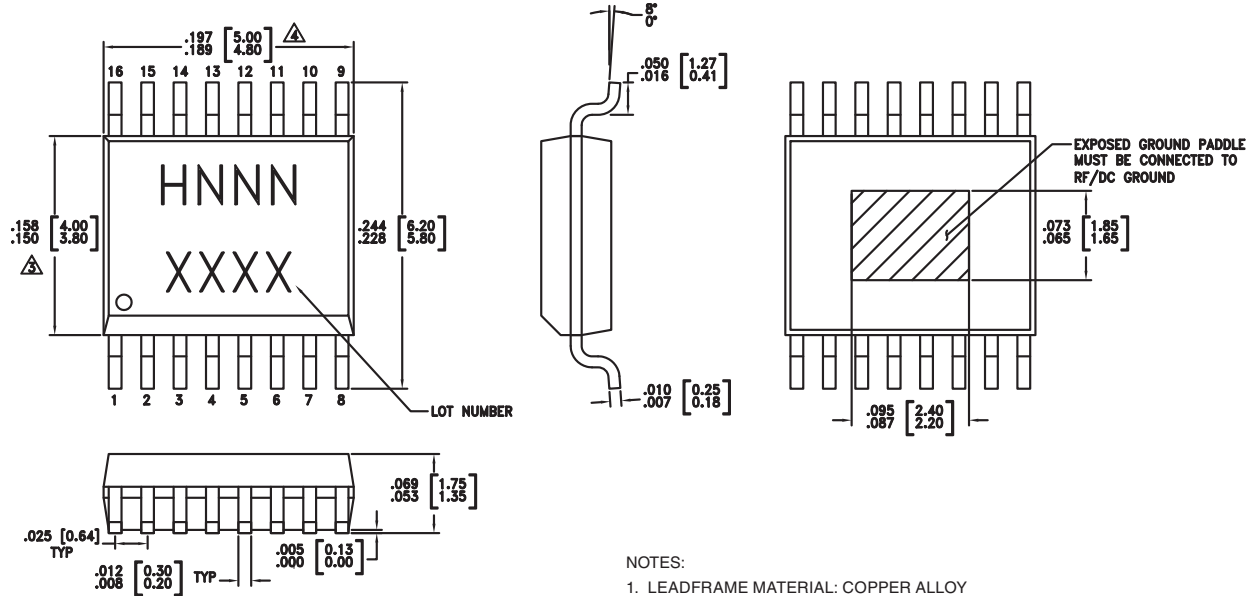 .197 [5.00] 4
.189 [4.80]
16 15 14 13 12 11 10 9
HNNN
XXXX
.158 [4.00]
.150 [3.80]
3
.244 [6.20]
.228 [5.80]
1 2 3 4 5 6 7 8
LOT NUMBER
8°
0°
.050 [1.27]
.016 [0.41]
.010 [0.25]
.007 [0.18]
EXPOSED GROUND PADDLE
MUST BE CONNECTED TO
RF/DC GROUND
.073 [1.85]
.065 [1.65]
.095 [2.40]
.087 [2.20]
.069 [1.75]
.053 [1.35]
.025 [0.64]
TYP
.012 [0.30]
.008 [0.20]
TYP
.005 [0.13]
.000 [0.00]
NOTES:
1. LEADFRAME MATERIAL: COPPER ALLOY